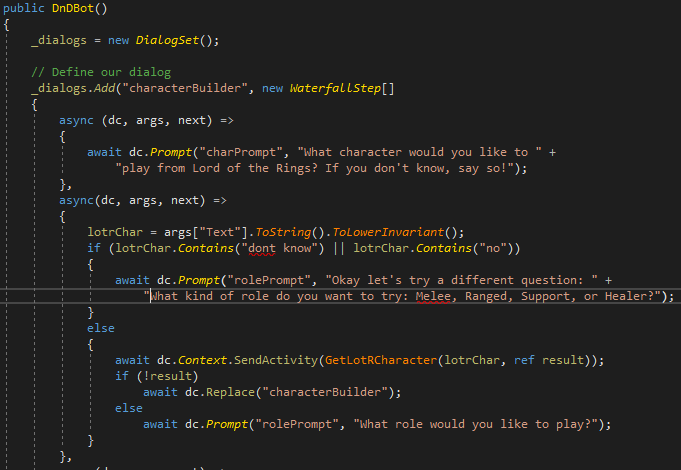 public DnDBot()
{
    _dialogs = new DialogSet();

    // Define our dialog
    _dialogs.Add("characterBuilder", new WaterfallStep[]
    {
        async (dc, args, next) =>
        {
            await dc.Prompt("charPrompt", "What character would you like to " +
                "play from Lord of the Rings? If you don't know, say so!");
        },
        async(dc, args, next) =>
        {
            lotrChar = args["Text"].ToString().ToLowerInvariant();
            if (lotrChar.Contains("dont know") || lotrChar.Contains("no"))
            {
                await dc.Prompt("rolePrompt", "Okay let's try a different question: " +
                    "What kind of role do you want to try: Melee, Ranged, Support, or Healer?");
            }
            else
            {
                await dc.Context.SendActivity(GetLotRCharacter(lotrChar, ref result));
                if (!result)
                    await dc.Replace("characterBuilder");
                else
                    await dc.Prompt("rolePrompt", "What role would you like to play?");
            }
        },